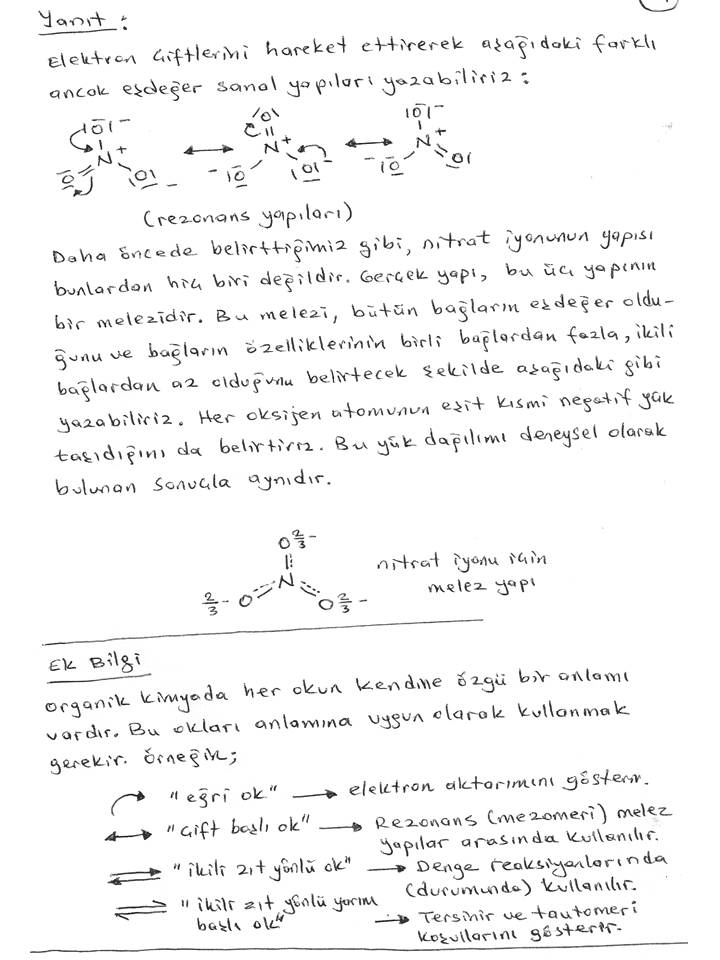 Yanıt :
Elektron çiftlerini hareket ettirerek aşağıdaki farklı
ancak eşdeğer sanal yapıları yazabiliriz :
(rezonans yapıları)
Daha öncede belirttiğimiz gibi, nitrat iyonunun yapısı
bunlardan hiç biri değildir. Gerçek yapı, bu üç yapının
bir melezidir. Bu melezi, bütün bağların eşdeğer oldu-
ğunu ve bağların özelliklerinin birli bağlardan fazla, ikili
bağlardan az olduğunu belirtecek şekilde aşağıdaki gibi
yazabiliriz. Her oksijen atomunun eşit kısmi negatif yük
taşıdığını da belirtiriz. Bu yük dağılımı deneysel olarak
bulunan sonuçla aynıdır.
O 2/3 -
N
2/3 - O
O 2/3 -
nitrat iyonu için
melez yapı
Ek Bilgi
Organik kimyada her okun kendine özgü bir anlamı
vardır. Bu okları anlamına uygun olarak kullanmak
gerekir. Örneğin;
"eğri ok" → elektron aktarımını gösterir.
↔ "Çift başlı ok" → Rezonans (mezomeri) melez
yapılar arasında kullanılır.
"ikili zıt yönlü ok" → Denge reaksiyonlarında
(durumunda) kullanılır.
⇌ "ikili zıt yönlü yarım
başlı ok" → Tersinir ve tautomeri
koşullarını gösterir.